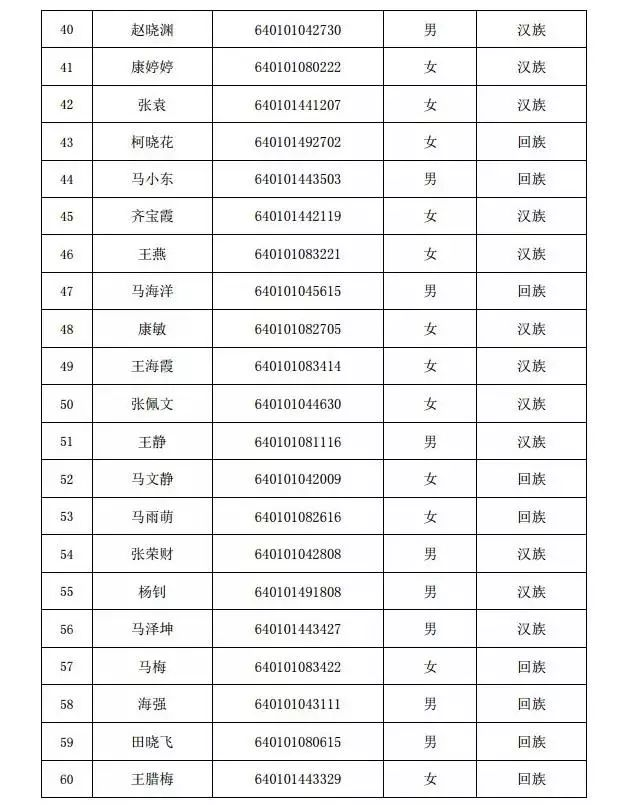 40 赵晓渊 640101042730 男 汉族
41 康婷婷 640101080222 女 汉族
42 张袁 640101441207 女 汉族
43 柯晓花 640101492702 女 回族
44 马小东 640101443503 男 回族
45 齐宝霞 640101442119 女 汉族
46 王燕 640101083221 女 汉族
47 马海洋 640101045615 男 回族
48 康敏 640101082705 女 汉族
49 王海霞 640101083414 女 汉族
50 张佩文 640101044630 女 汉族
51 王静 640101081116 男 汉族
52 马文静 640101042009 女 回族
53 马雨萌 640101082616 女 回族
54 张荣财 640101042808 男 汉族
55 杨钊 640101491808 男 汉族
56 马泽坤 640101443427 男 汉族
57 马梅 640101083422 女 回族
58 海强 640101043111 男 回族
59 田晓飞 640101080615 男 回族
60 王腊梅 640101443329 女 回族